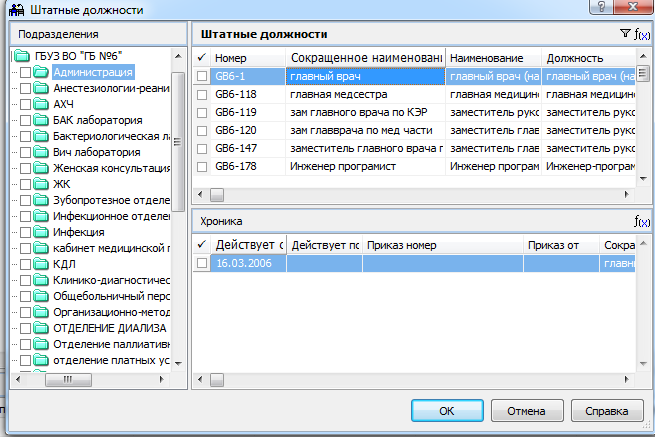 Штатные должности
?
Подразделения
ГБУЗ ВО "ГБ №6"
Администрация
Анестезиологии-реани
АХЧ
БАК лаборатория
Бактериологическая ла
Вич лаборатория
Женская консультация
ЖК
Зубопротезное отделе
Инфекционное отделен
Инфекция
кабинет медицинской п
КДЛ
Клинико-диагностичес
Общебольничный перс
Организационно-метод
ОТДЕЛЕНИЕ ДИАЛИЗА
Отделение паллиативн
отделение платных ус
Штатные должности f(x)
✓ Номер Сокращенное наименовани Наименование Должность
GB6-1 главный врач главный врач (на главный врач (на
GB6-118 главная медсестра главная медицин главная медицин
GB6-119 зам главного врача по КЭР заместитель руко заместитель руко
GB6-120 зам главврача по мед части заместитель глав заместитель руко
GB6-147 заместитель главного врача г заместитель глав заместитель руко
GB6-178 Инженер програмист Инженер програм Инженер-програм
Хроника f(x)
✓ Действует с Действует по Приказ номер Приказ от Сокра
16.03.2006 главн
ОК Отмена Справка